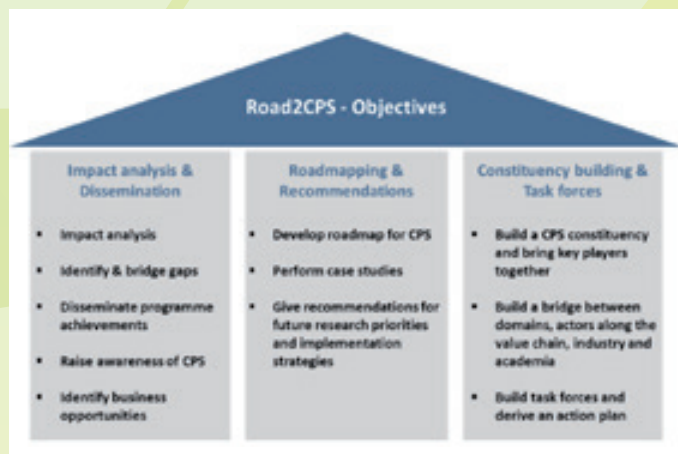 Road2CPS - Objectives
Impact analysis &
Dissemination
▪ Impact analysis
▪ Identify & bridge gaps
▪ Disseminate programme
achievements
▪ Raise awareness of CPS
▪ Identify business
opportunities
Roadmapping &
Recommendations
▪ Develop roadmap for CPS
▪ Perform case studies
▪ Give recommendations for
future research priorities
and implementation
strategies
Constituency building &
Task forces
▪ Build a CPS constituency
and bring key players
together
▪ Build a bridge between
domains, actors along the
value chain, industry and
academia
▪ Build task forces and
derive an action plan